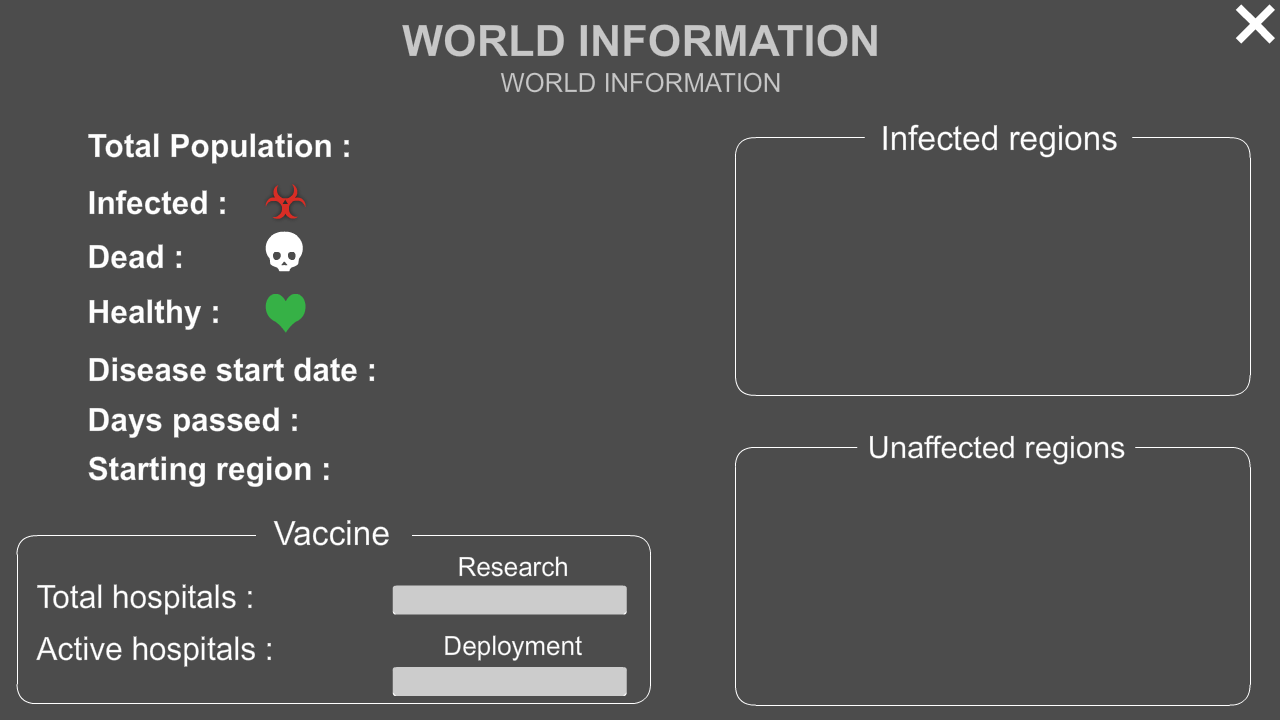 WORLD INFORMATION
WORLD INFORMATION
Total Population :
Infected :
Dead :
Healthy :
Disease start date :
Days passed :
Starting region :
Vaccine
Research
Total hospitals :
Deployment
Active hospitals :
Infected regions
Unaffected regions